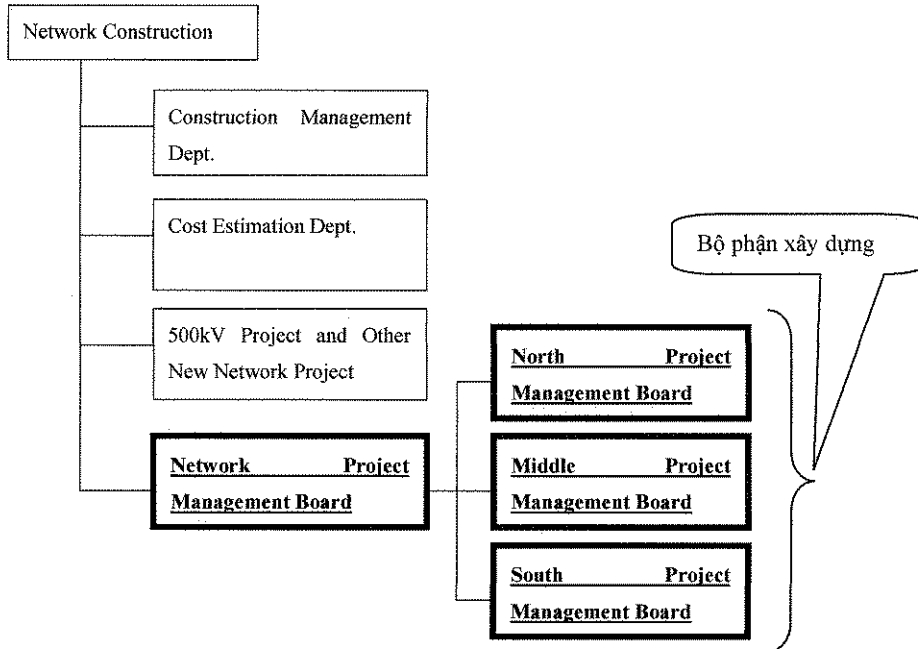 Network Construction
Construction Management
Dept.
Cost Estimation Dept.
Bộ phận xây dựng
500kV Project and Other
New Network Project
North Project
Management Board
Network Project
Management Board
Middle Project
Management Board
South Project
Management Board